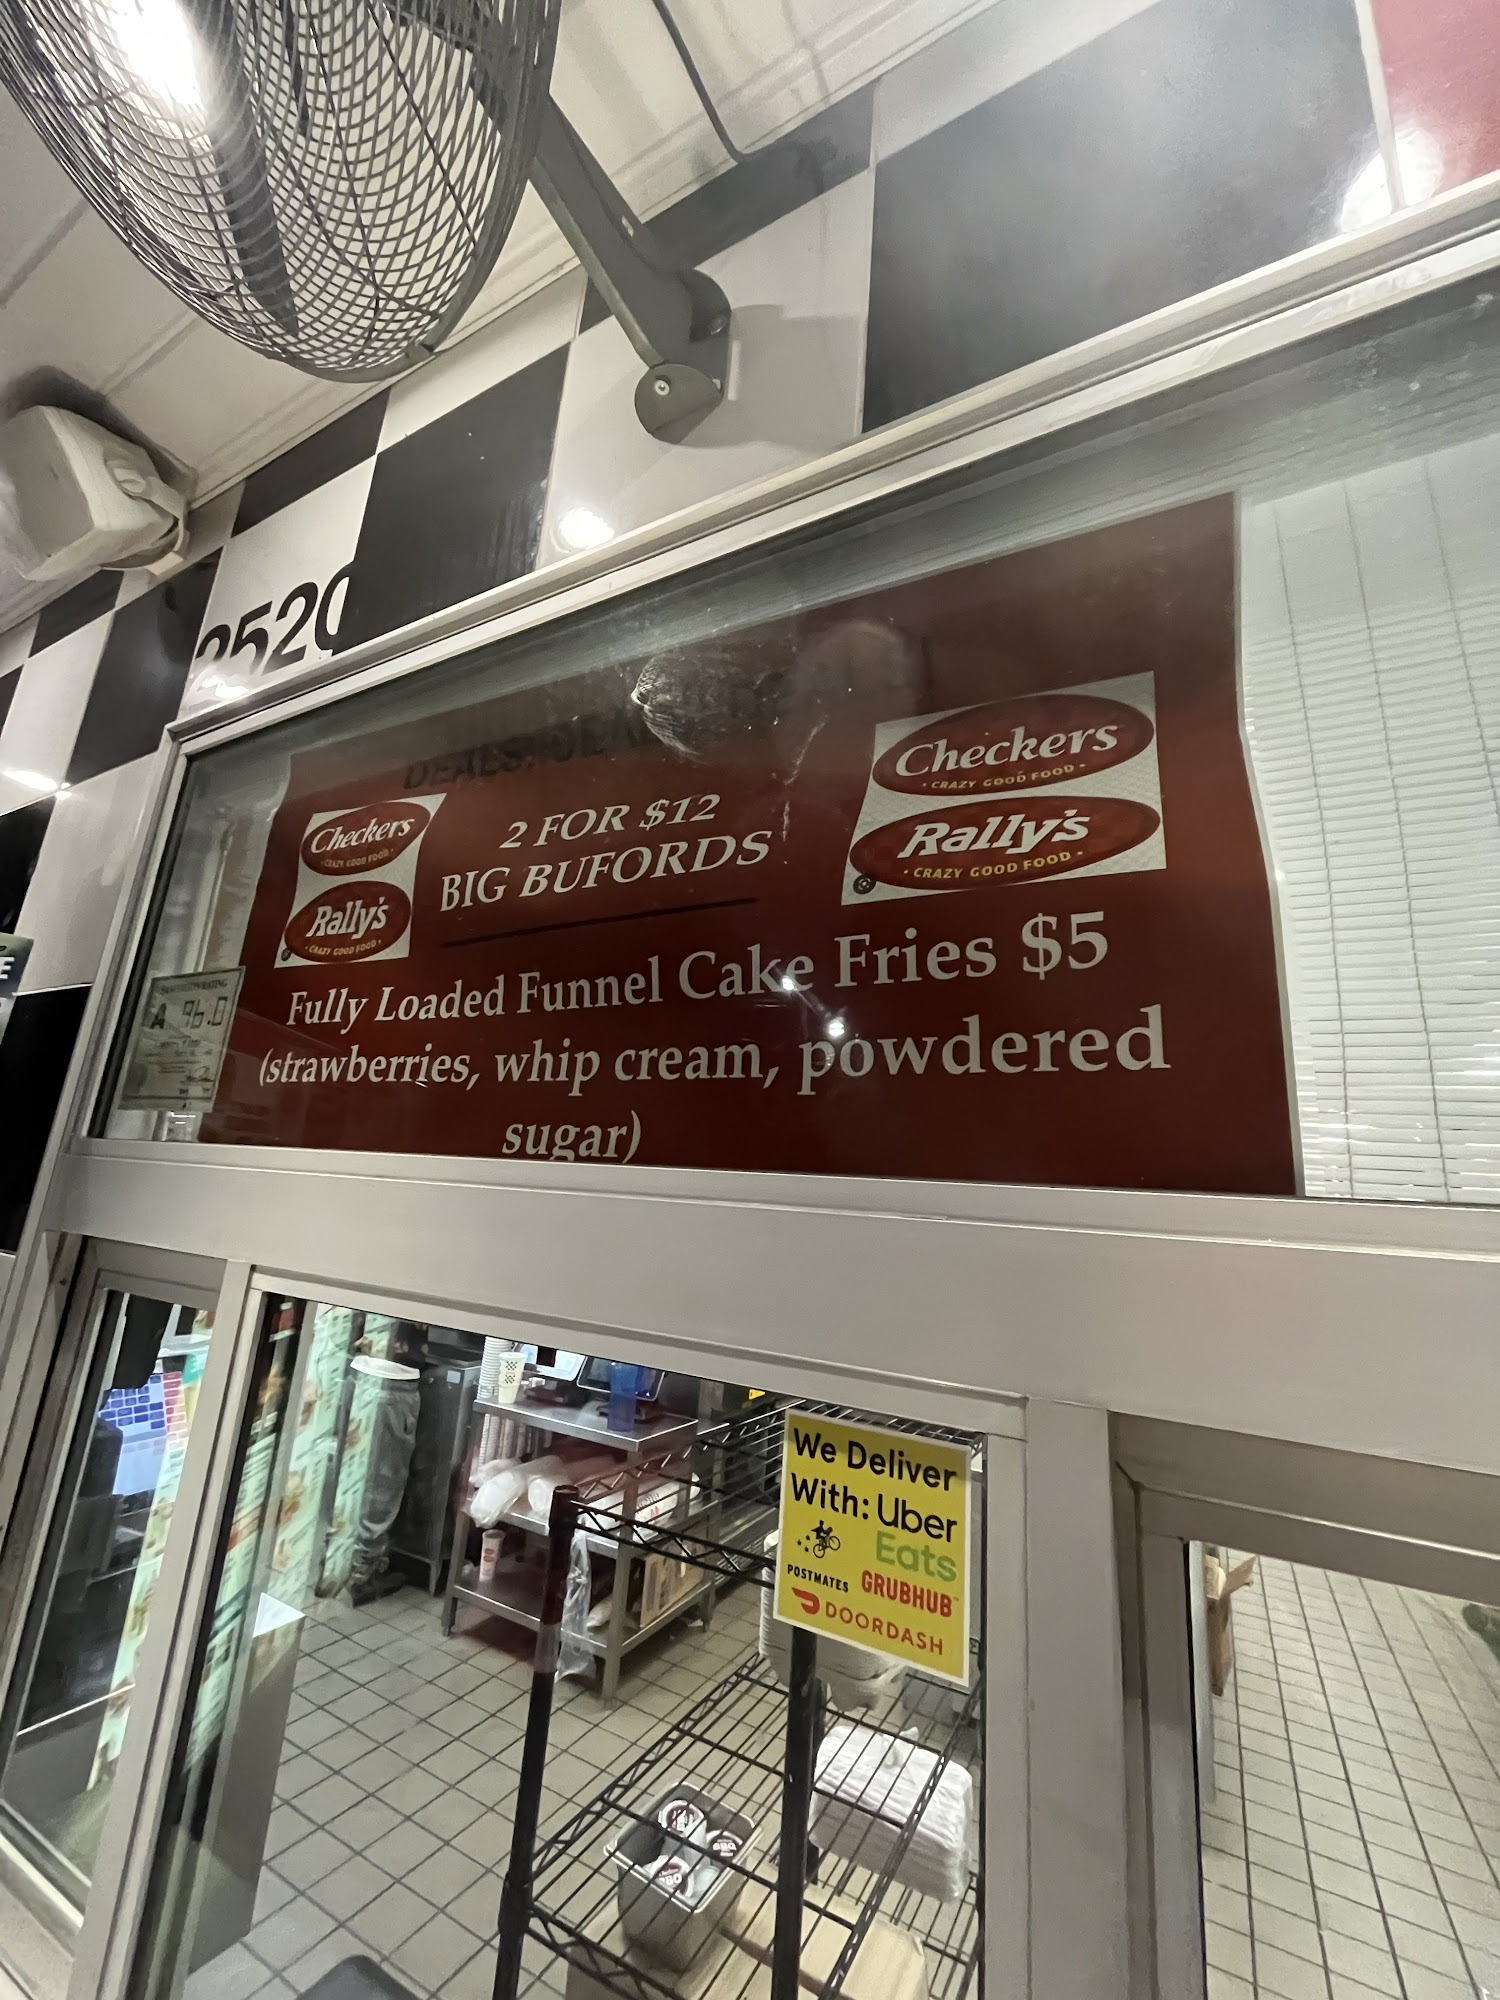 2520
Checkers
CRAZY GOOD FOOD
Rally's
CRAZY GOOD FOOD
2 FOR $12
BIG BUFORDS
Checkers
CRAZY GOOD FOOD
Rally's
CRAZY GOOD FOOD
Fully Loaded Funnel Cake Fries $5
(strawberries, whip cream, powdered
sugar)
A 96.0
We Deliver
With: Uber
Eats
POSTMATES GRUBHUB
DOORDASH